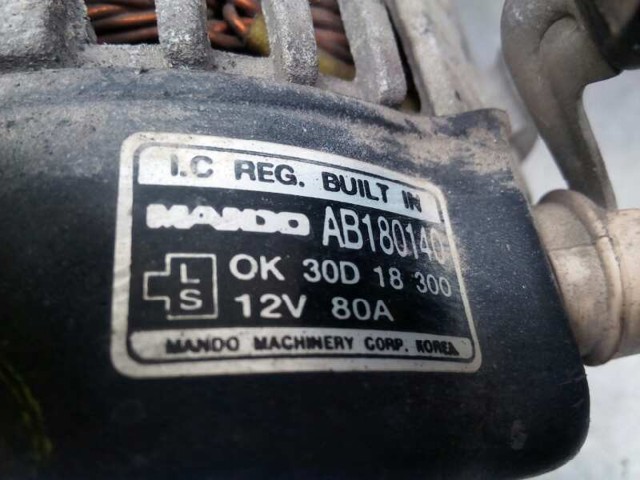 I.C REG. BUILT IN
MANDO AB180140
L OK 30D 18 300
S 12V 80A
MANDO MACHINERY CORP. KOREA